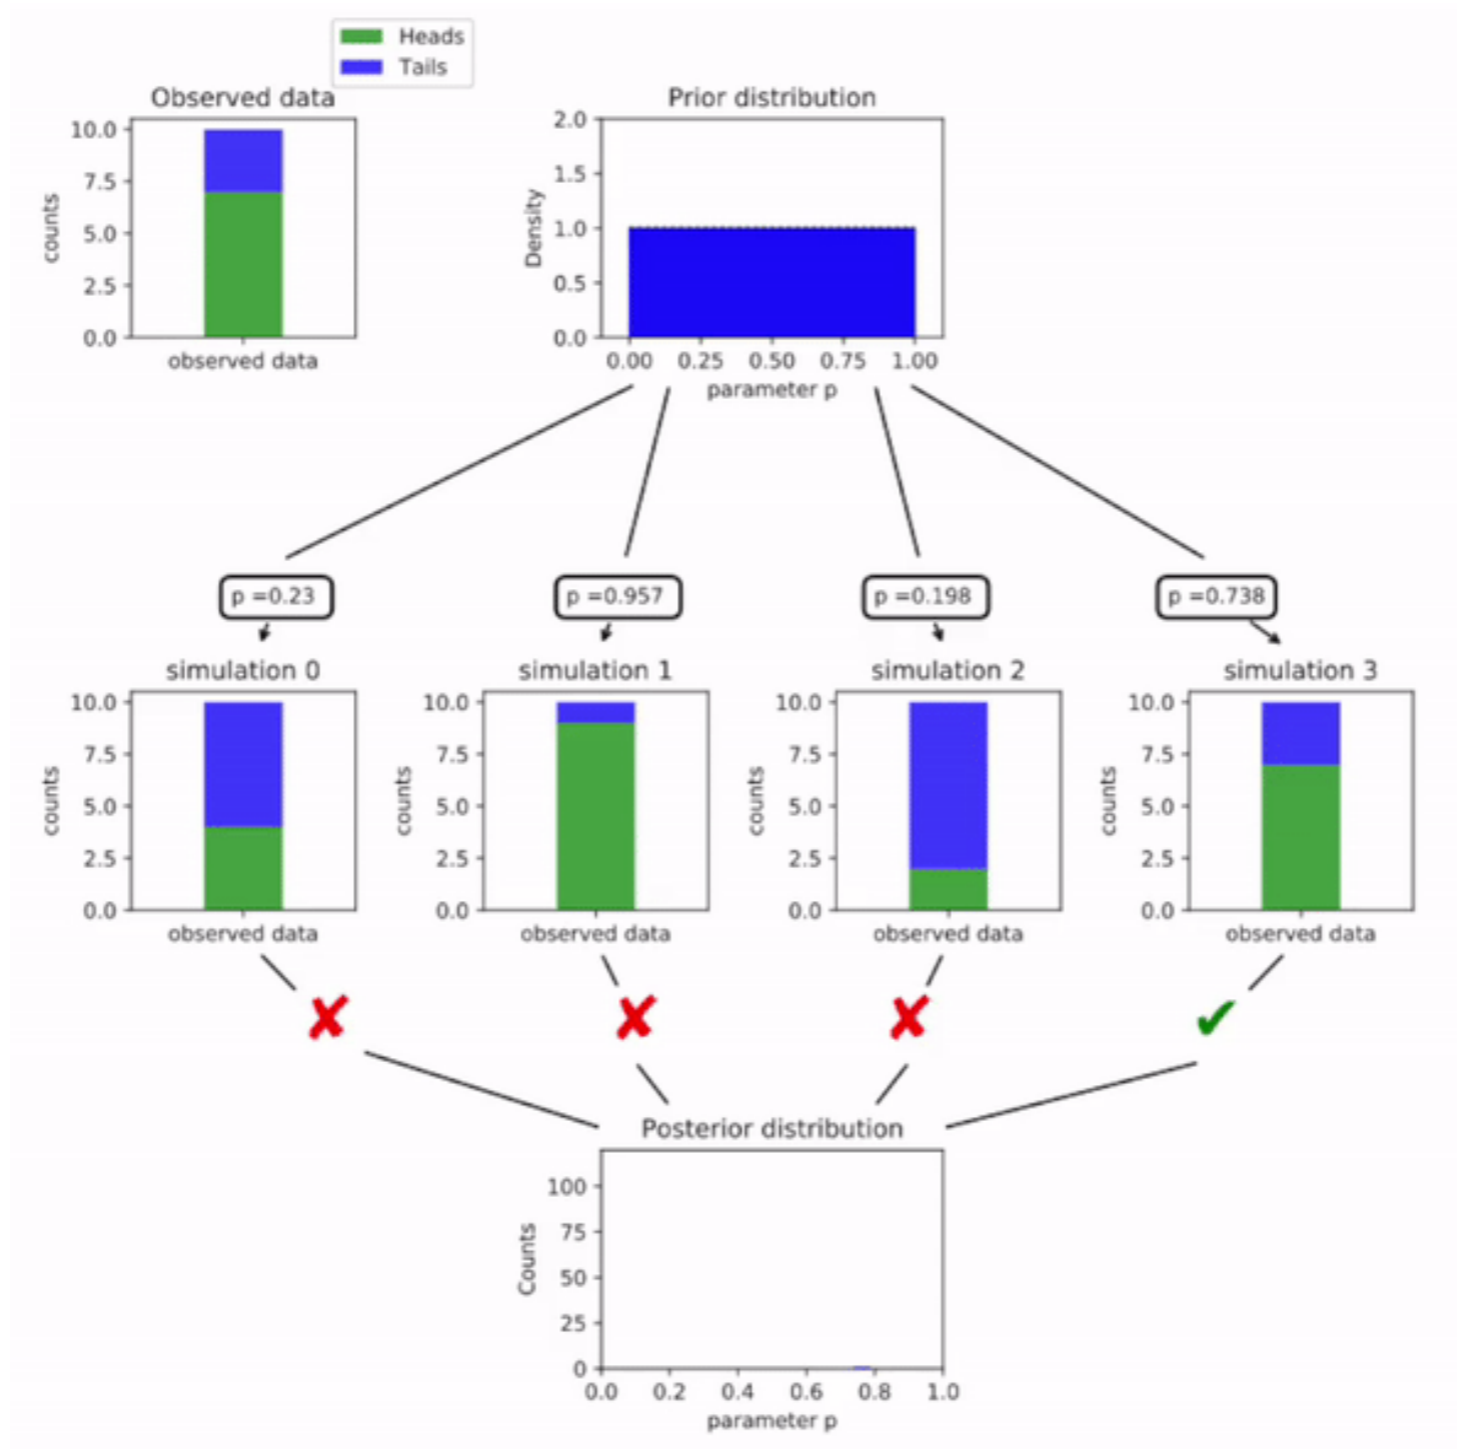 Heads
Tails
Observed data
10.0
7.5
5.0
2.5
0.0
counts
observed data
Prior distribution
2.0
1.5
1.0
0.5
0.0
Density
0.00 0.25 0.50 0.75 1.00
parameter p
p =0.23
p =0.957
p =0.198
p =0.738
simulation 0
10.0
7.5
5.0
2.5
0.0
counts
observed data
simulation 1
10.0
7.5
5.0
2.5
0.0
counts
observed data
simulation 2
10.0
7.5
5.0
2.5
0.0
counts
observed data
simulation 3
10.0
7.5
5.0
2.5
0.0
counts
observed data
Posterior distribution
100
75
50
25
0
Counts
0.0 0.2 0.4 0.6 0.8 1.0
parameter p